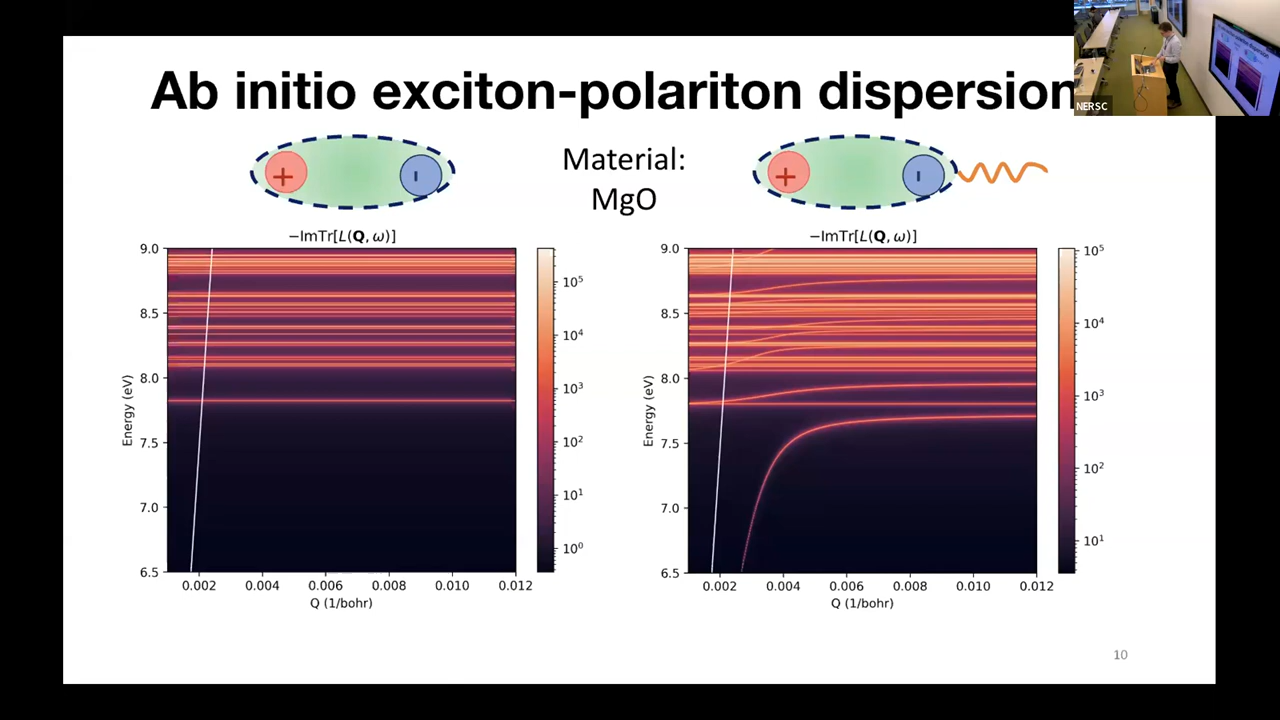 Ab initio exciton-polariton dispersion
NERSC
+
-
Material:
MgO
+
-
−ImTr[L(Q, ω)]
9.0
8.5
8.0
7.5
7.0
6.5
Energy (eV)
0.002 0.004 0.006 0.008 0.010 0.012
Q (1/bohr)
10⁵
10⁴
10³
10²
10¹
10⁰
−ImTr[L(Q, ω)]
9.0
8.5
8.0
7.5
7.0
6.5
Energy (eV)
0.002 0.004 0.006 0.008 0.010 0.012
Q (1/bohr)
10⁵
10⁴
10³
10²
10¹
10